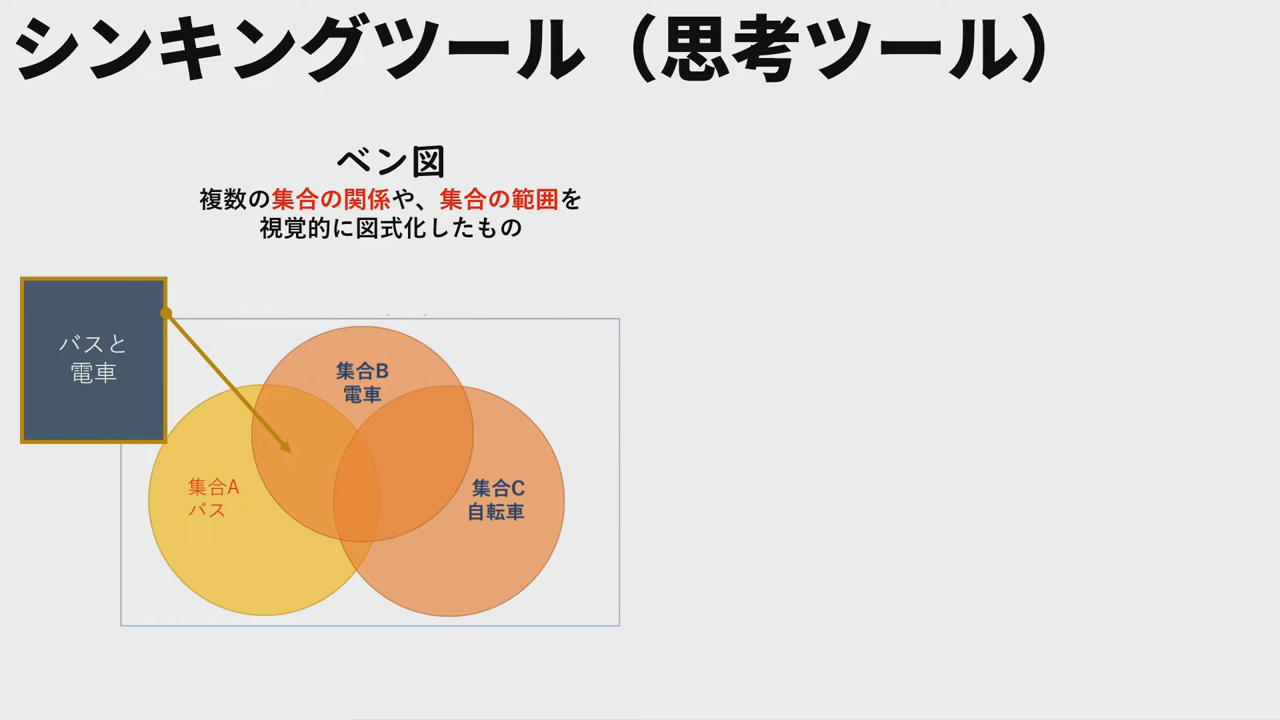 シンキングツール（思考ツール）
ベン図
複数の集合の関係や、集合の範囲を
視覚的に図式化したもの
バスと
電車
集合B
電車
集合A
バス
集合C
自転車